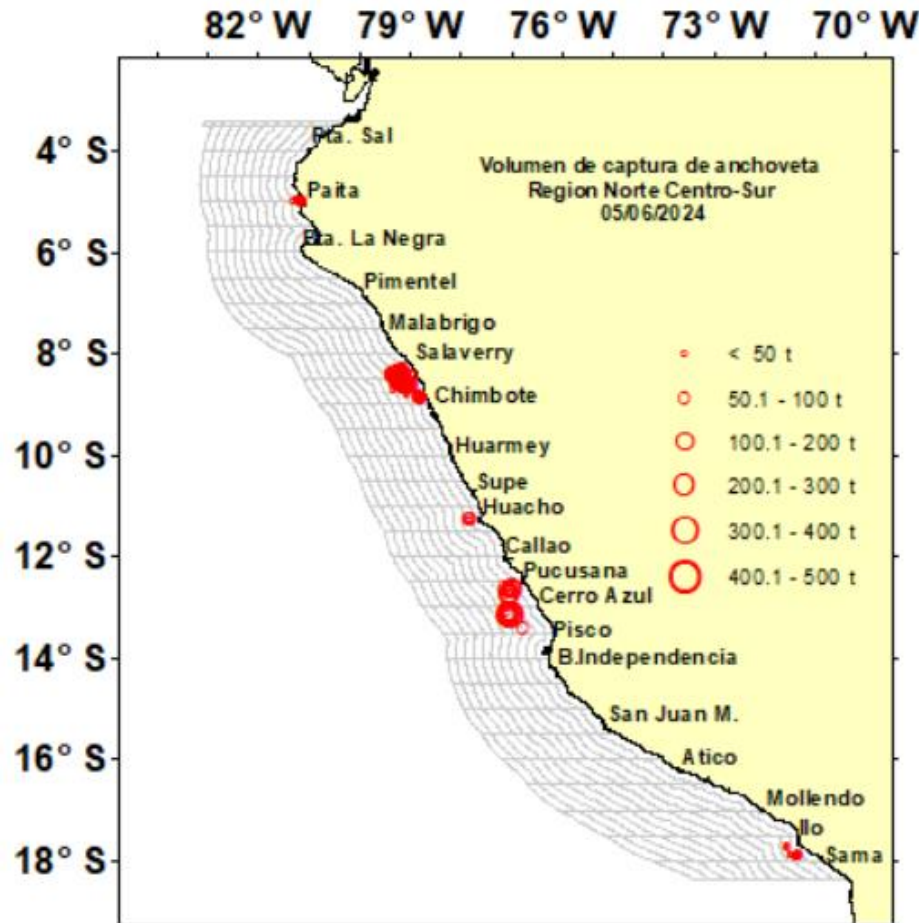 82° W 79° W 76° W 73° W 70° W
Volumen de captura de anchoveta
Region Norte Centro-Sur
05/06/2024
4° S
6° S
8° S
10° S
12° S
14° S
16° S
18° S
Pta. Sal
Paita
Pta. La Negra
Pimentel
Malabrigo
Salaverry
Chimbote
Huarmey
Supe
Huacho
Callao
Pucusana
Cerro Azul
Pisco
B.Independencia
San Juan M.
Atico
Mollendo
Ilo
Sama
< 50 t
50.1 - 100 t
100.1 - 200 t
200.1 - 300 t
300.1 - 400 t
400.1 - 500 t